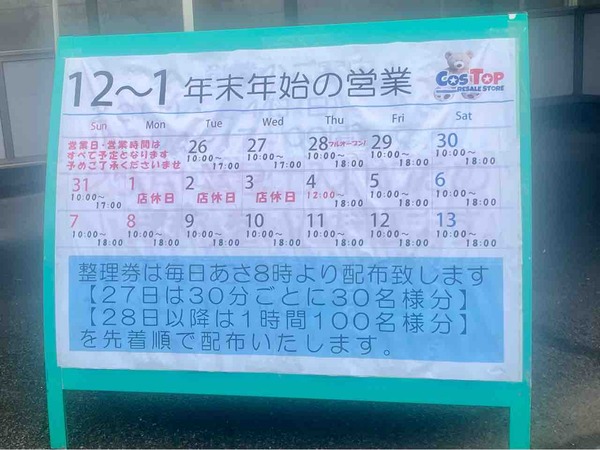 12～1 年末年始の営業
COSTOP
RESALE STORE
Sun Mon Tue Wed Thu Fri Sat
営業日・営業時間は
すべて予定となります
予めご了承くださいませ
26 27 28 フルオープン! 29 30
10:00～17:00 10:00～17:00 10:00～18:00 10:00～18:00 10:00～18:00
31 1 2 3 4 5 6
10:00～17:00 店休日 店休日 店休日 12:00～18:00 10:00～18:00 10:00～18:00
7 8 9 10 11 12 13
10:00～18:00 10:00～18:00 10:00～18:00 10:00～18:00 10:00～18:00 10:00～18:00 10:00～18:00
整理券は毎日あさ8時より配布致します
【27日は30分ごとに30名様分】
【28日以降は1時間100名様分】
を先着順で配布いたします。